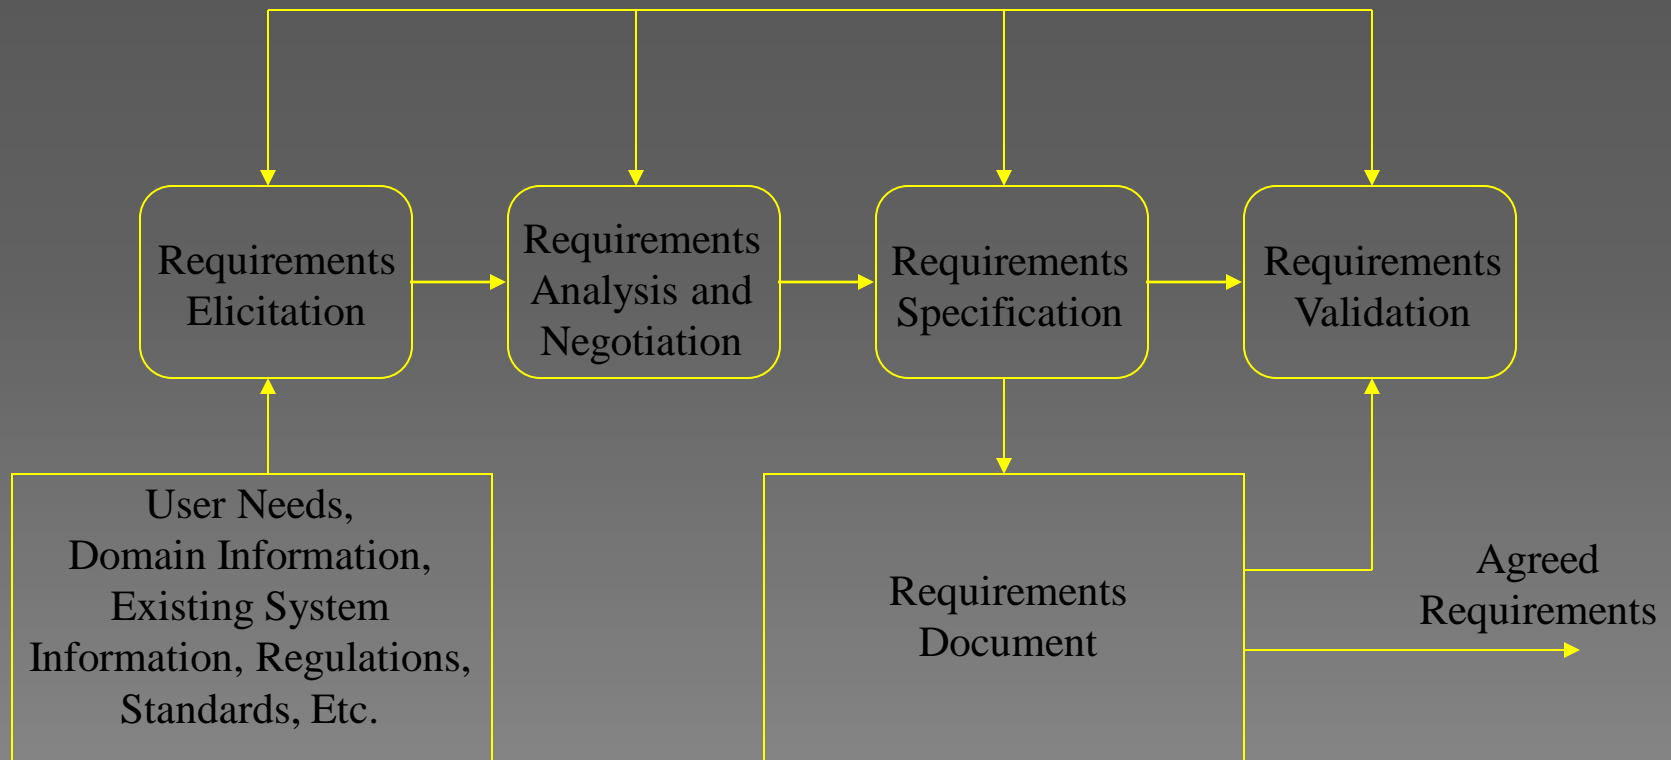 Requirements
Elicitation
Requirements
Analysis and
Negotiation
Requirements
Specification
Requirements
Validation
User Needs,
Domain Information,
Existing System
Information, Regulations,
Standards, Etc.
Requirements
Document
Agreed
Requirements